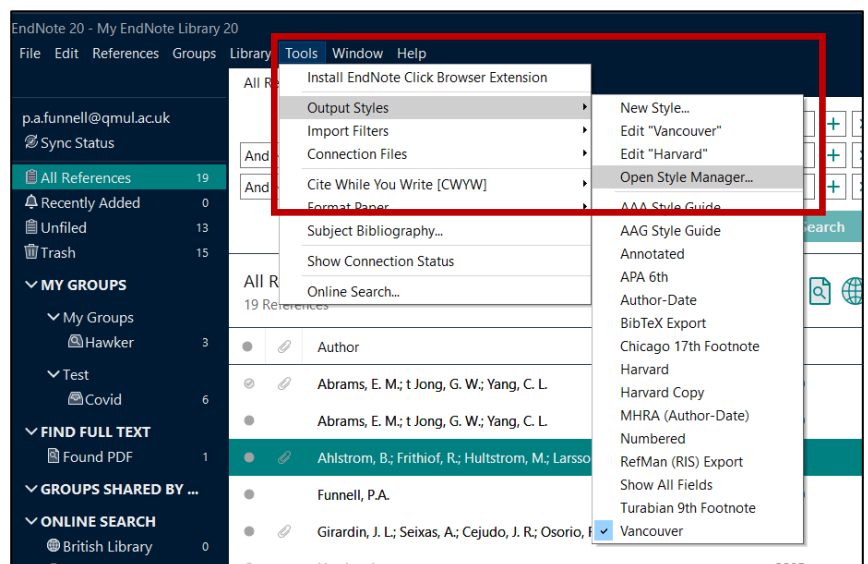 EndNote 20 - My EndNote Library 20
File Edit References Groups Library Tools Window Help
p.a.funnell@qmul.ac.uk
Sync Status
All References 19
Recently Added 0
Unfiled 13
Trash 15
MY GROUPS
My Groups
Hawker 3
Test
Covid 6
FIND FULL TEXT
Found PDF 1
GROUPS SHARED BY ...
ONLINE SEARCH
British Library 0
All Re
And
And
Install EndNote Click Browser Extension
Output Styles
Import Filters
Connection Files
Cite While You Write [CWYW]
Format Paper
Subject Bibliography...
Show Connection Status
Online Search...
New Style...
Edit "Vancouver"
Edit "Harvard"
Open Style Manager...
AAA Style Guide
AAG Style Guide
Annotated
APA 6th
Author-Date
BibTeX Export
Chicago 17th Footnote
Harvard
Harvard Copy
MHRA (Author-Date)
Numbered
RefMan (RIS) Export
Show All Fields
Turabian 9th Footnote
Vancouver
Search
All R
19 References
Author
Abrams, E. M.; t Jong, G. W.; Yang, C. L.
Abrams, E. M.; t Jong, G. W.; Yang, C. L.
Ahlstrom, B.; Frithiof, R.; Hultstrom, M.; Larsso
Funnell, P.A.
Girardin, J. L.; Seixas, A.; Cejudo, J. R.; Osorio,